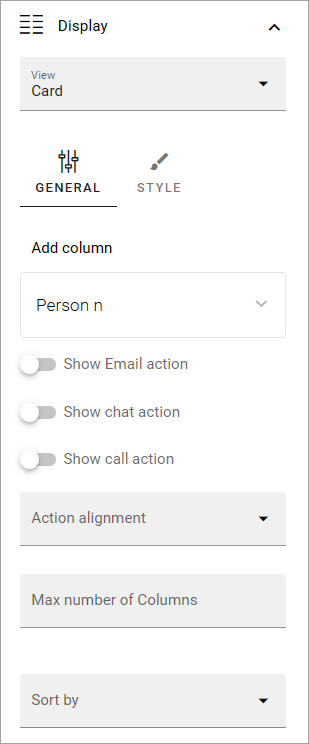 Display
View
Card
GENERAL
STYLE
Add column
Person n
Show Email action
Show chat action
Show call action
Action alignment
Max number of Columns
Sort by